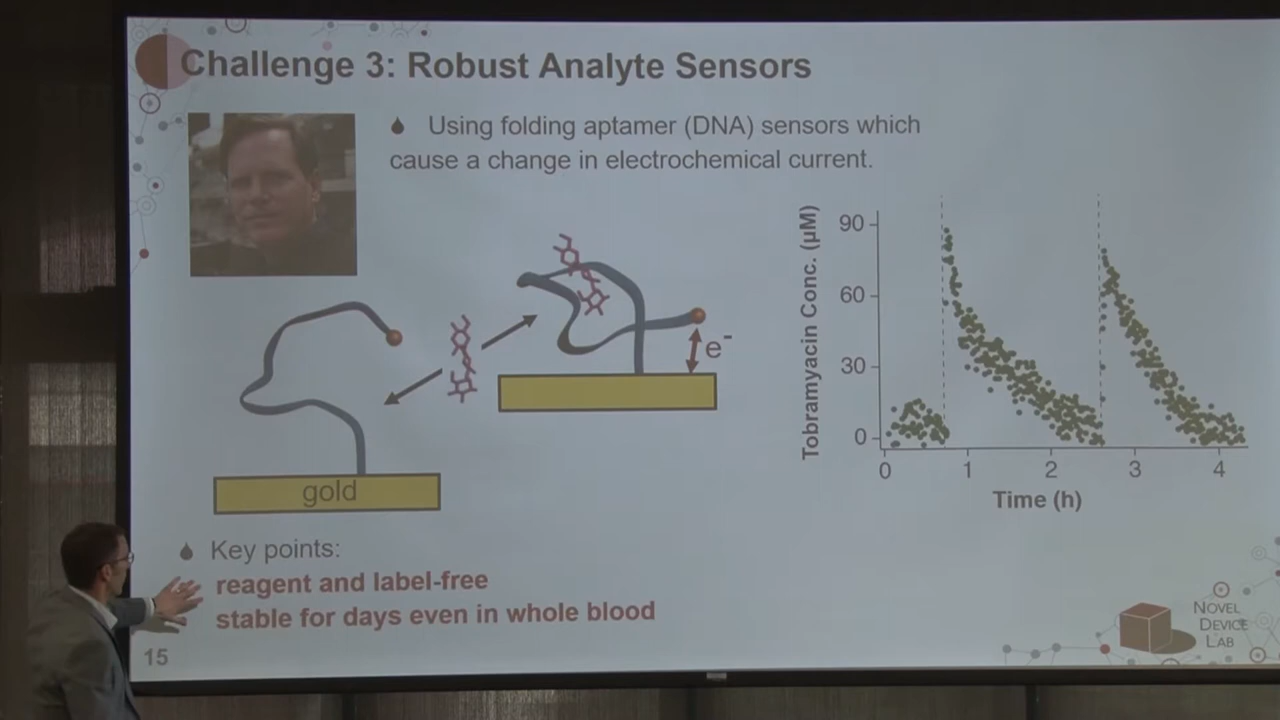 Challenge 3: Robust Analyte Sensors
Using folding aptamer (DNA) sensors which
cause a change in electrochemical current.
e-
gold
Tobramyacin Conc. (µM)
90
60
30
0
0 1 2 3 4
Time (h)
Key points:
reagent and label-free
stable for days even in whole blood
15
NOVEL
DEVICE
LAB